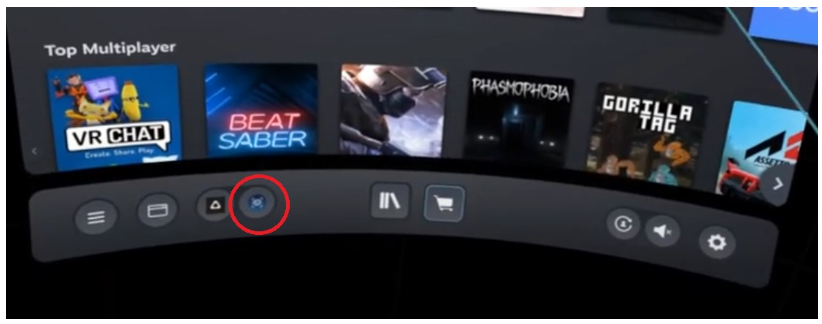 Top Multiplayer
VRCHAT
Create Share Play
BEAT
SABER
PHASMOPHOBIA
GORILLA
TAG